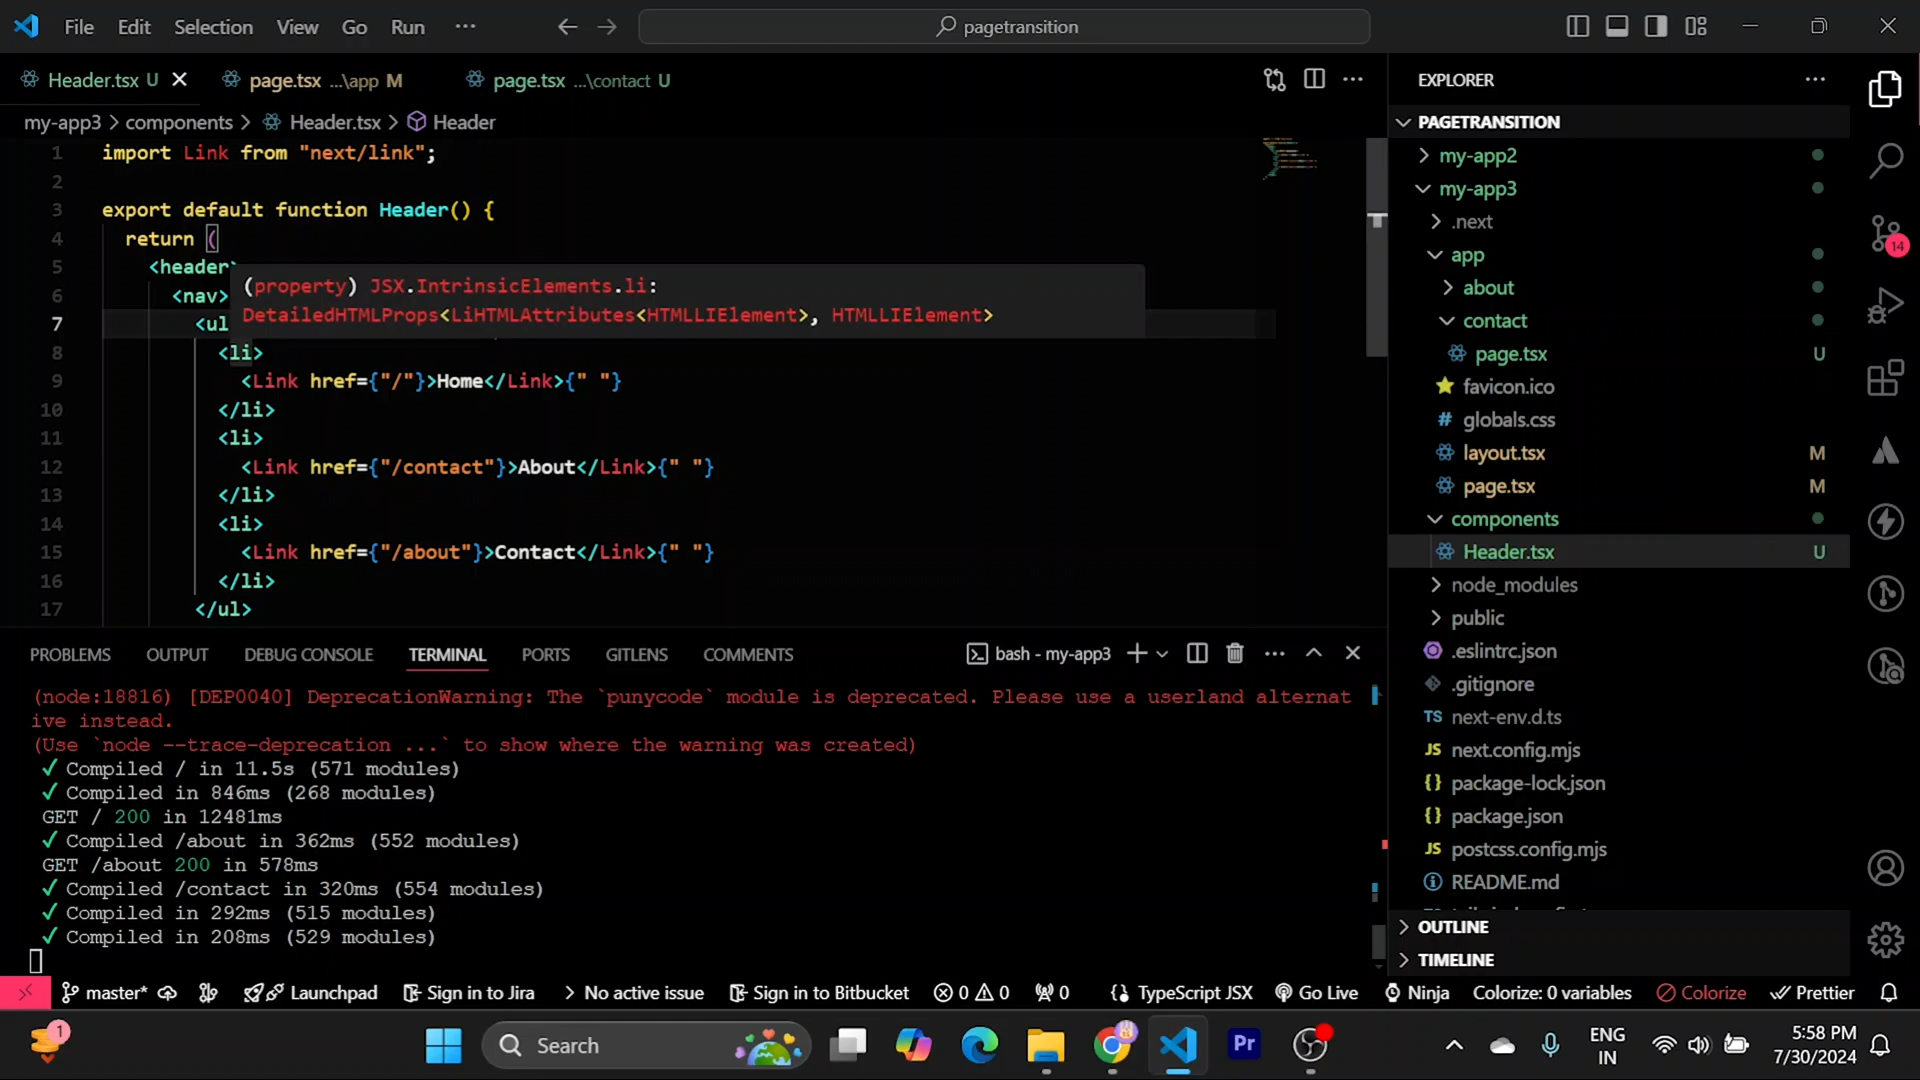 File Edit Selection View Go Run ··· pagetransition
Header.tsx U page.tsx ...\app M page.tsx ...\contact U
my-app3 > components > Header.tsx > Header
1 import Link from "next/link";
2
3 export default function Header() {
4 return (
5 <header>
(property) JSX.IntrinsicElements.li:
6 <nav>
DetailedHTMLProps<LiHTMLAttributes<HTMLLIElement>, HTMLLIElement>
7 <ul
8 <li>
9 <Link href={"/"}>Home</Link>{" "}
10 </li>
11 <li>
12 <Link href={"/contact"}>About</Link>{" "}
13 </li>
14 <li>
15 <Link href={"/about"}>Contact</Link>{" "}
16 </li>
17 </ul>
PROBLEMS OUTPUT DEBUG CONSOLE TERMINAL PORTS GITLENS COMMENTS bash - my-app3
(node:18816) [DEP0040] DeprecationWarning: The `punycode` module is deprecated. Please use a userland alternat
ive instead.
(Use `node --trace-deprecation ...` to show where the warning was created)
✓ Compiled / in 11.5s (571 modules)
✓ Compiled in 846ms (268 modules)
GET / 200 in 12481ms
✓ Compiled /about in 362ms (552 modules)
GET /about 200 in 578ms
✓ Compiled /contact in 320ms (554 modules)
✓ Compiled in 292ms (515 modules)
✓ Compiled in 208ms (529 modules)
EXPLORER
PAGETRANSITION
my-app2
my-app3
.next
app
about
contact
page.tsx U
favicon.ico
globals.css
layout.tsx M
page.tsx M
components
Header.tsx U
node_modules
public
.eslintrc.json
.gitignore
TS next-env.d.ts
JS next.config.mjs
{} package-lock.json
{} package.json
JS postcss.config.mjs
README.md
OUTLINE
TIMELINE
14
master* Launchpad Sign in to Jira No active issue Sign in to Bitbucket 0 0 0 TypeScript JSX Go Live Ninja Colorize: 0 variables Colorize Prettier
1 Search Pr ENG
IN
5:58 PM
7/30/2024